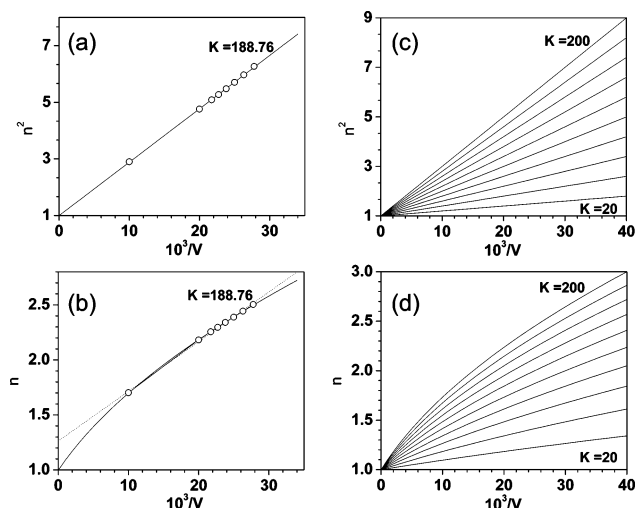 (a)
K =188.76
n²
7
5
3
1
0 10 20 30
10³/V
(c)
K =200
K =20
n²
9
7
5
3
1
0 10 20 30 40
10³/V
(b)
K =188.76
n
2.5
2.0
1.5
1.0
0 10 20 30
10³/V
(d)
K =200
K =20
n
3.0
2.5
2.0
1.5
1.0
0 10 20 30 40
10³/V